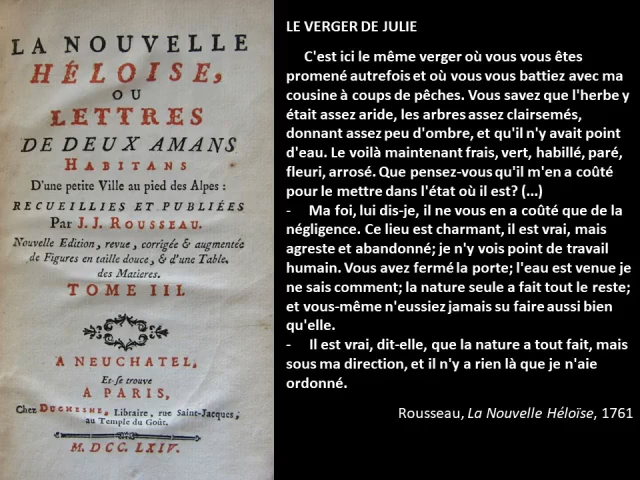 LA NOUVELLE
HÉLOISE,
OU
LETTRES
DE DEUX AMANS
HABITANS
D'une petite Ville au pied des Alpes :
RECUEILLIES ET PUBLIÉES
Par J. J. ROUSSEAU.
Nouvelle Edition, revue, corrigée & augmentée
de Figures en taille douce, & d'une Table
des Matieres.
TOME III.
A NEUCHATEL,
Et se trouve
A PARIS,
Chez DUCHESNE, Libraire, rue Saint-Jacques,
au Temple du Goût.
M. DCC. LXIV.
LE VERGER DE JULIE
C'est ici le même verger où vous vous êtes
promené autrefois et où vous vous battiez avec ma
cousine à coups de pêches. Vous savez que l'herbe y
était assez aride, les arbres assez clairsemés,
donnant assez peu d'ombre, et qu'il n'y avait point
d'eau. Le voilà maintenant frais, vert, habillé, paré,
fleuri, arrosé. Que pensez-vous qu'il m'en a coûté
pour le mettre dans l'état où il est? (...)
- Ma foi, lui dis-je, il ne vous en a coûté que de la
négligence. Ce lieu est charmant, il est vrai, mais
agreste et abandonné; je n'y vois point de travail
humain. Vous avez fermé la porte; l'eau est venue je
ne sais comment; la nature seule a fait tout le reste;
et vous-même n'eussiez jamais su faire aussi bien
qu'elle.
- Il est vrai, dit-elle, que la nature a tout fait, mais
sous ma direction, et il n'y a rien là que je n'aie
ordonné.
Rousseau, La Nouvelle Héloïse, 1761